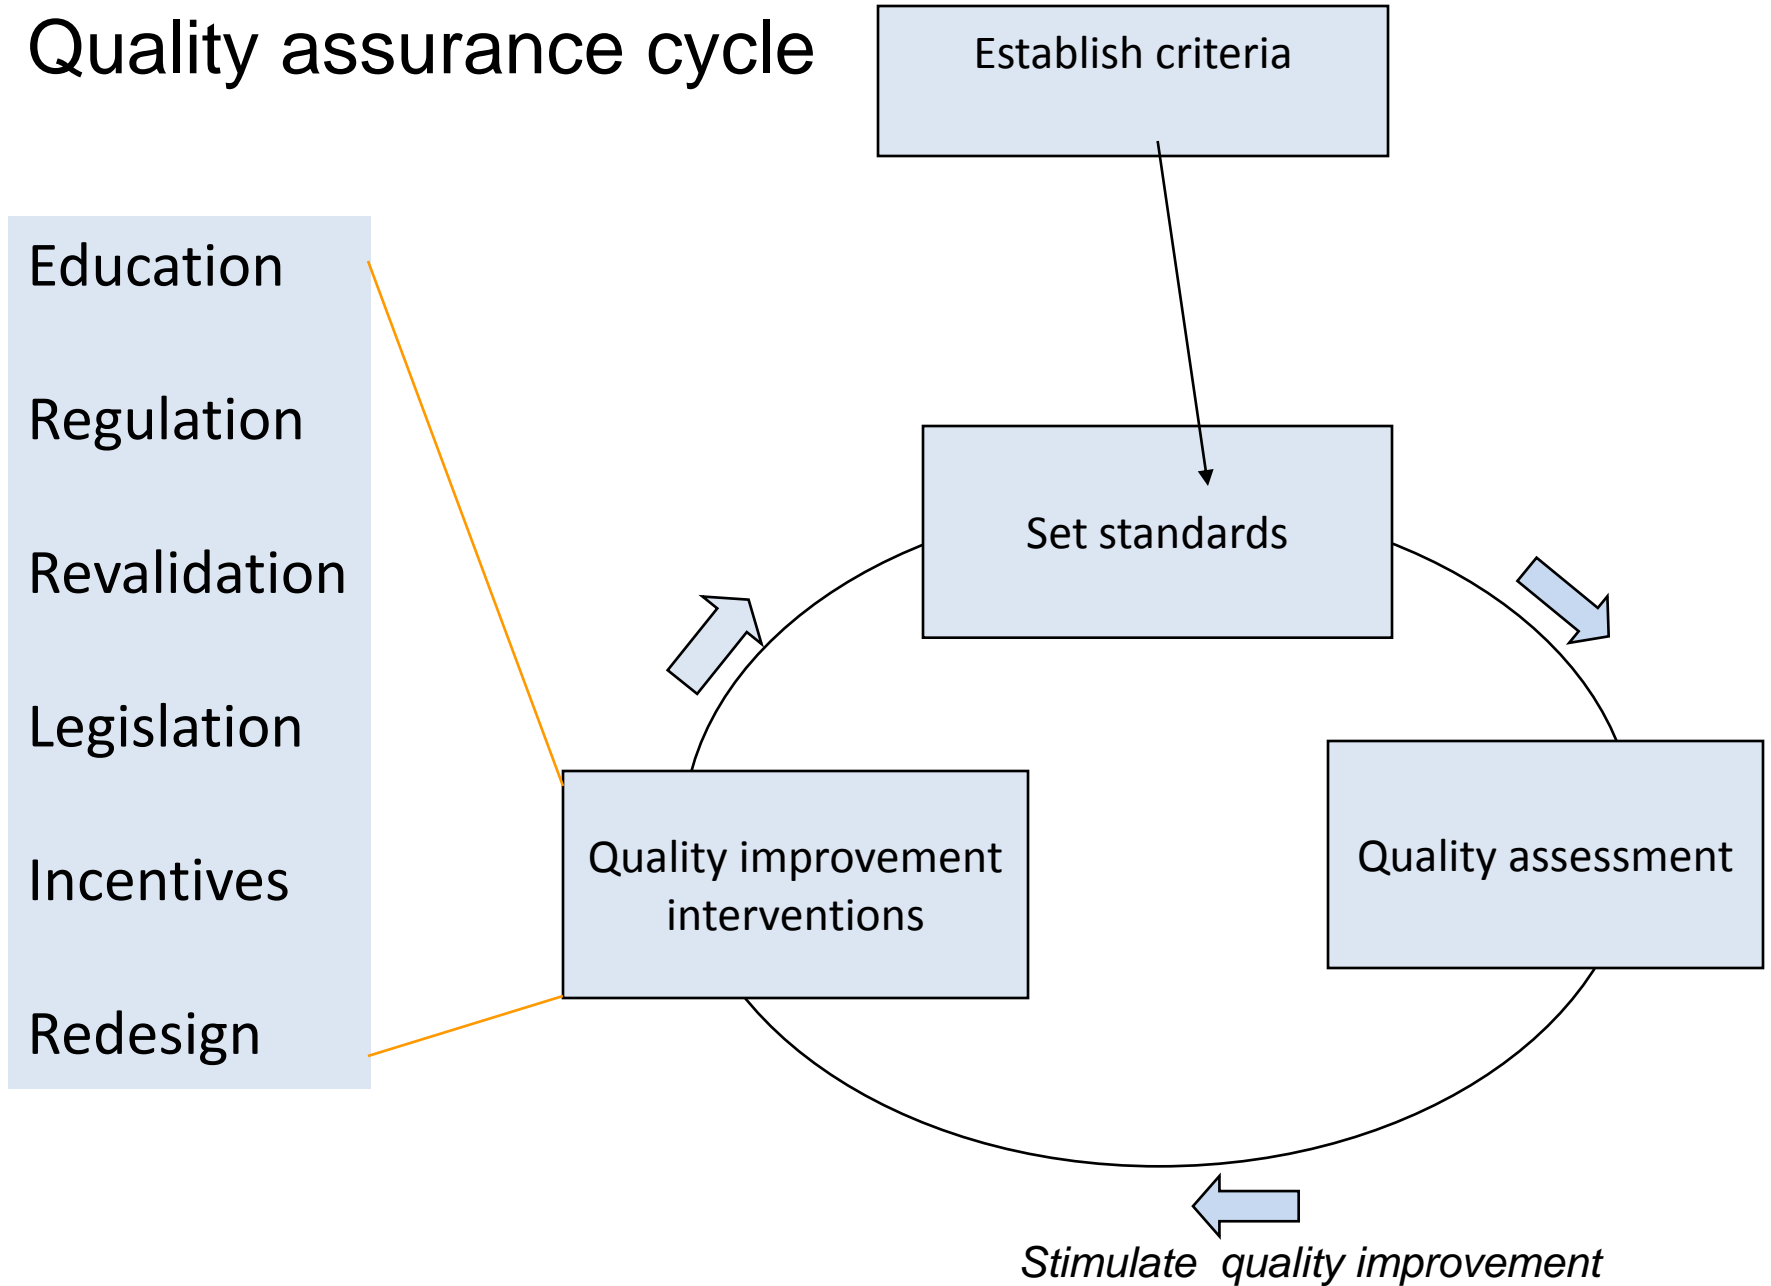 Quality assurance cycle
Establish criteria
Education
Regulation
Revalidation
Legislation
Incentives
Redesign
Set standards
Quality improvement
interventions
Quality assessment
Stimulate  quality improvement